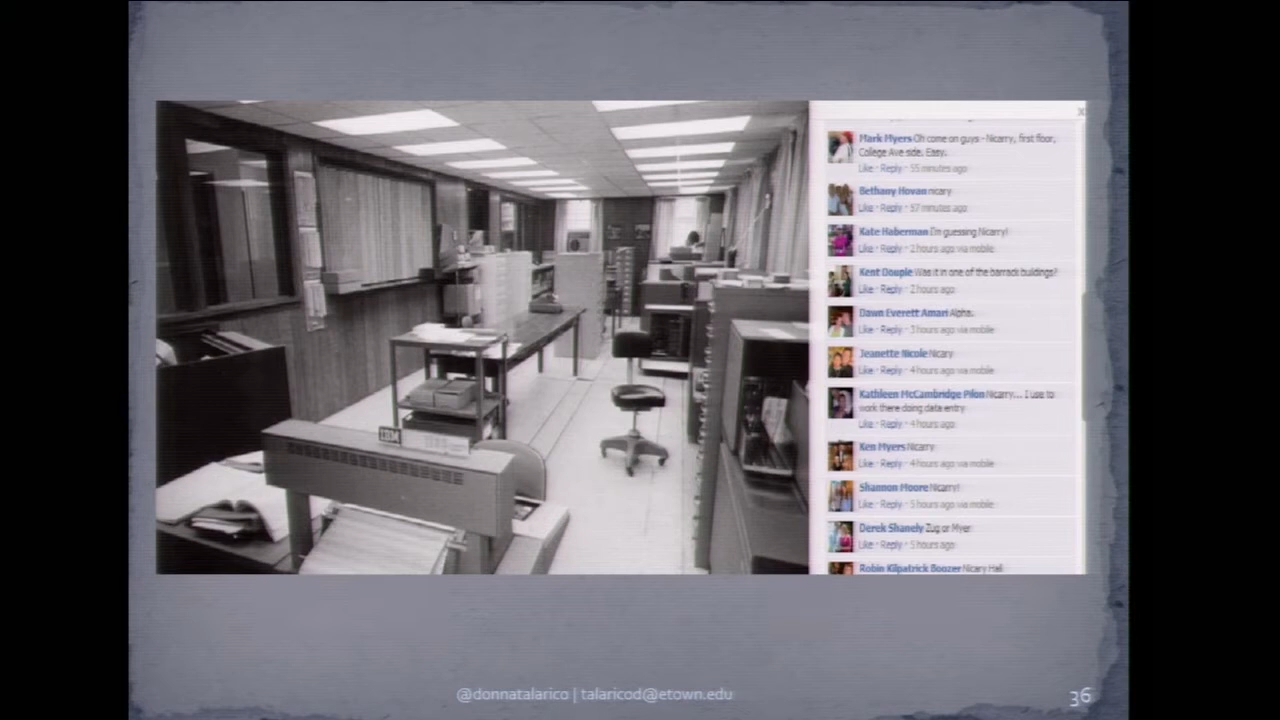 Mark Myers Oh come on guys - Nicarry, first floor,
College Ave side. Easy.
Like · Reply · 55 minutes ago
Bethany Hovan nicary
Like · Reply · 57 minutes ago
Kate Haberman I'm guessing Nicarry!
Like · Reply · 2 hours ago via mobile
Kent Douple Was it in one of the barrack buildings?
Like · Reply · 2 hours ago
Dawn Everett Amari Alpha.
Like · Reply · 3 hours ago via mobile
Jeanette Nicole Nicary
Like · Reply · 4 hours ago via mobile
Kathleen McCambridge Pilon Nicarry... I use to
work there doing data entry
Like · Reply · 4 hours ago
Ken Myers Nicarry
Like · Reply · 4 hours ago via mobile
Shannon Moore Nicarry!
Like · Reply · 5 hours ago via mobile
Derek Shanely Zug or Myer
Like · Reply · 5 hours ago
Robin Kilpatrick Boozer Nicary Hall
IBM
@donnatalarico | talaricod@etown.edu
36